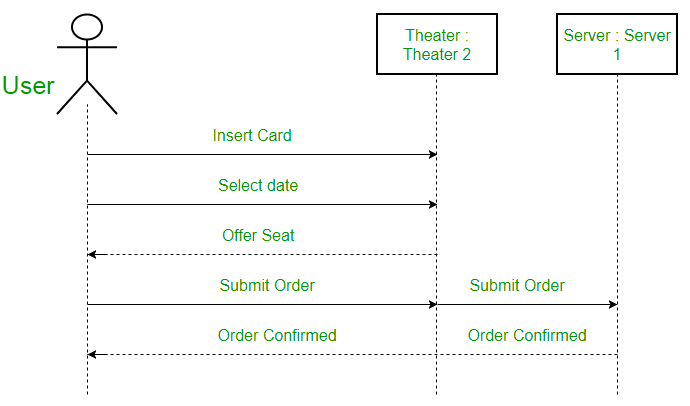 Theater :
Theater 2
Server : Server
1
User
Insert Card
Select date
Offer Seat
Submit Order
Submit Order
Order Confirmed
Order Confirmed